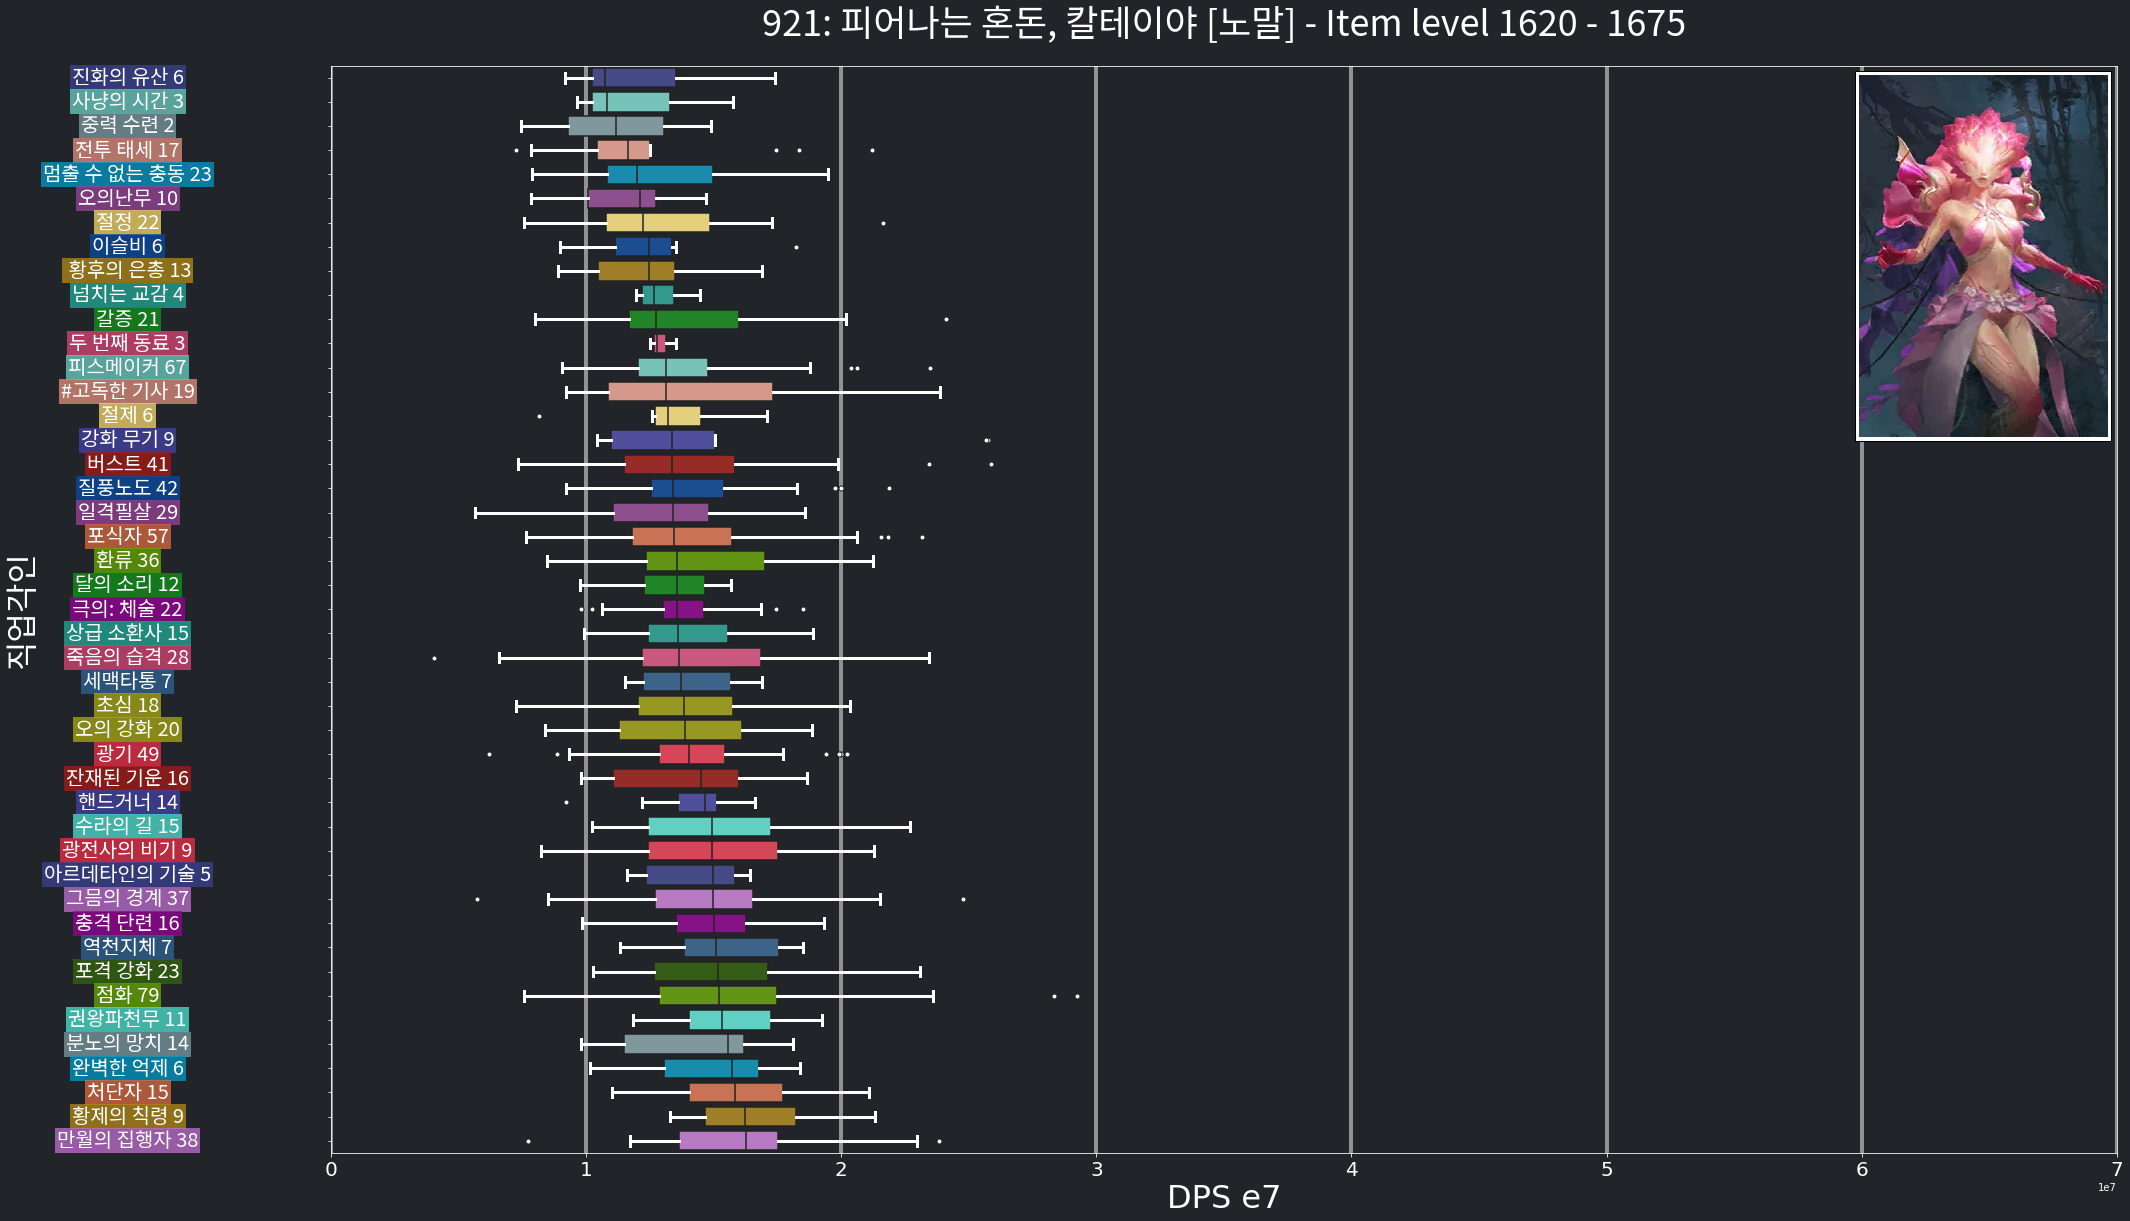 921: 피어나는 혼돈, 칼테이야 [노말] - Item level 1620 - 1675
진화의 유산 6
사냥의 시간 3
중력 수련 2
전투 태세 17
멈출 수 없는 충동 23
오의난무 10
절정 22
이슬비 6
황후의 은총 13
넘치는 교감 4
갈증 21
두 번째 동료 3
피스메이커 67
#고독한 기사 19
절제 6
강화 무기 9
버스트 41
질풍노도 42
일격필살 29
포식자 57
환류 36
달의 소리 12
극의: 체술 22
상급 소환사 15
죽음의 습격 28
세맥타통 7
초심 18
오의 강화 20
광기 49
잔재된 기운 16
핸드거너 14
수라의 길 15
광전사의 비기 9
아르데타인의 기술 5
그믐의 경계 37
충격 단련 16
역천지체 7
포격 강화 23
점화 79
권왕파천무 11
분노의 망치 14
완벽한 억제 6
처단자 15
황제의 칙령 9
만월의 집행자 38
직업각인
0 1 2 3 4 5 6 7
1e7
DPS e7